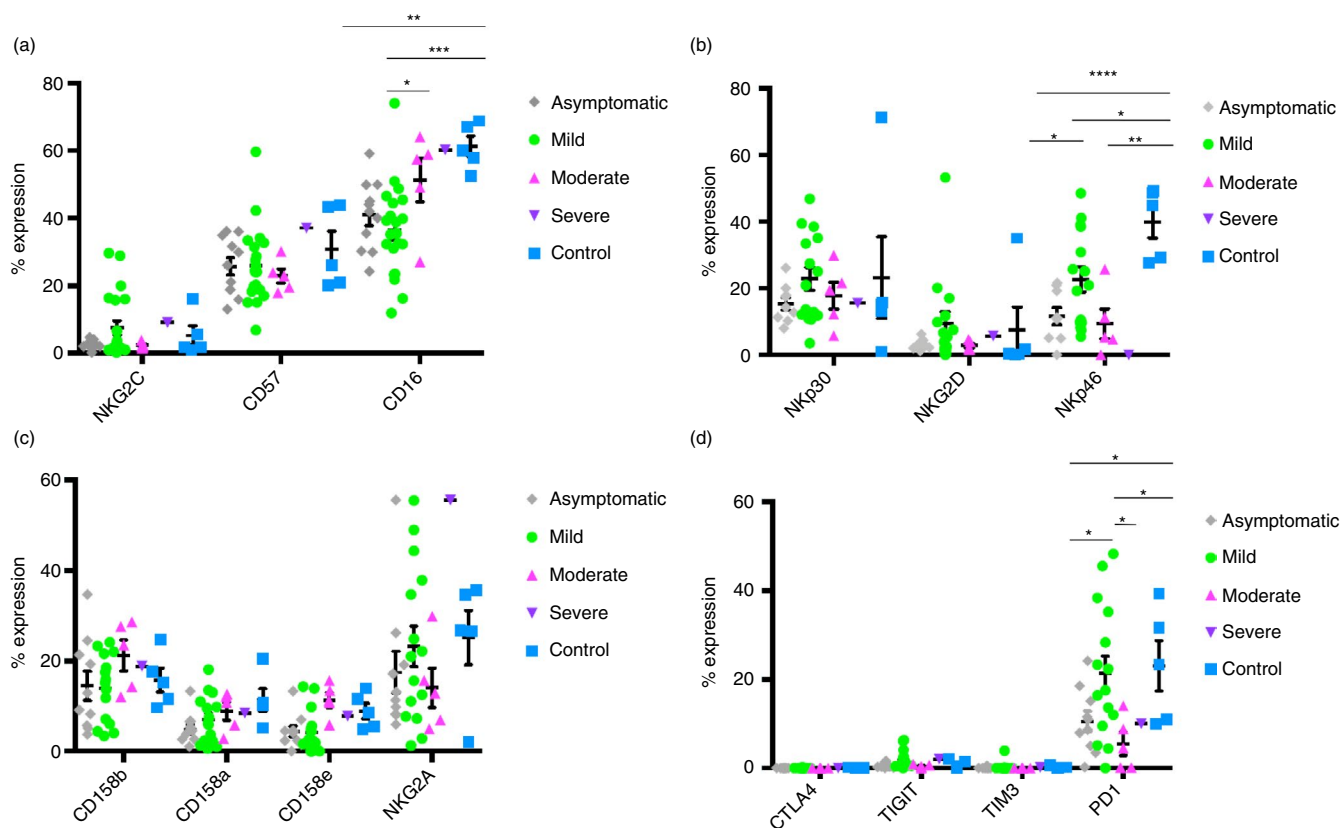 (a)
**
***
*
80
60
40
20
0
% expression
NKG2C
CD57
CD16
Asymptomatic
Mild
Moderate
Severe
Control
(b)
****
*
*
**
80
60
40
20
0
% expression
NKp30
NKG2D
NKp46
Asymptomatic
Mild
Moderate
Severe
Control
(c)
60
40
20
0
% expression
CD158b
CD158a
CD158e
NKG2A
Asymptomatic
Mild
Moderate
Severe
Control
(d)
*
*
*
*
60
40
20
0
% expression
CTLA4
TIGIT
TIM3
PD1
Asymptomatic
Mild
Moderate
Severe
Control